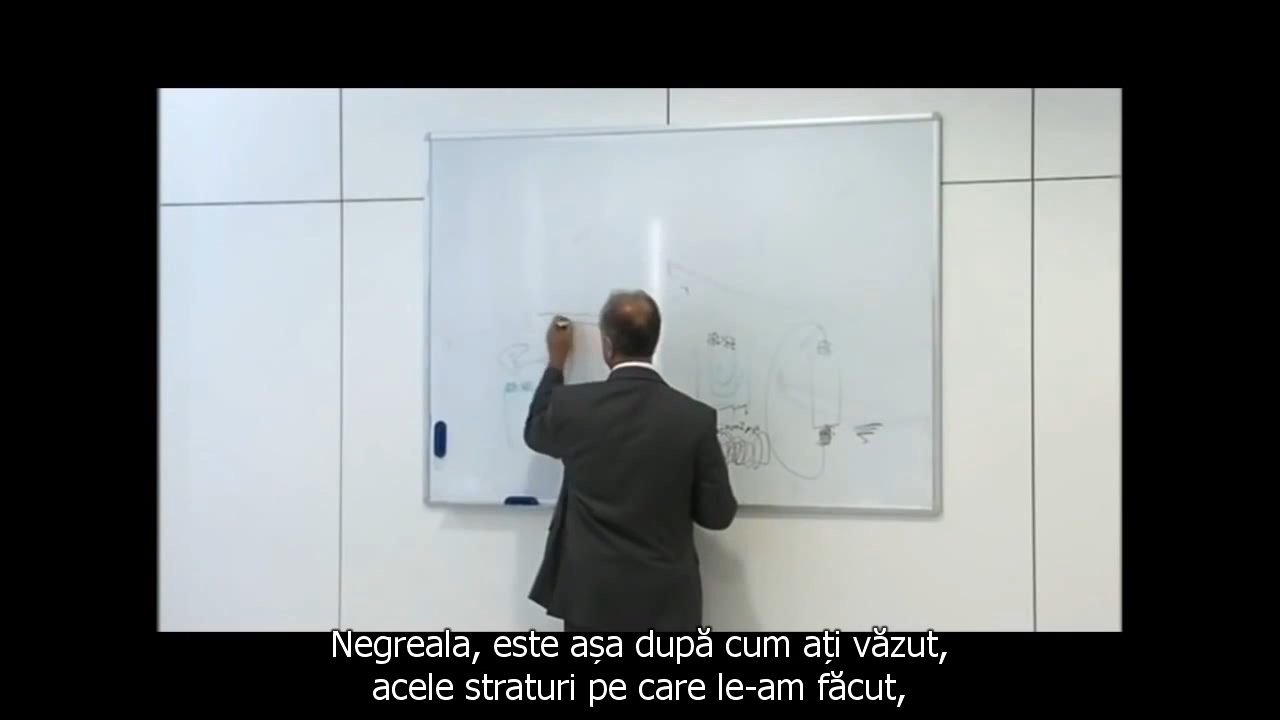 Negreala, este așa după cum ați văzut,
acele straturi pe care le-am făcut,